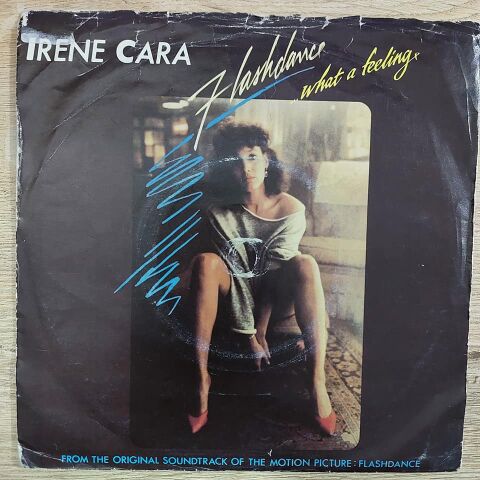 IRENE CARA
Flashdance
...what a feeling
FROM THE ORIGINAL SOUNDTRACK OF THE MOTION PICTURE: FLASHDANCE